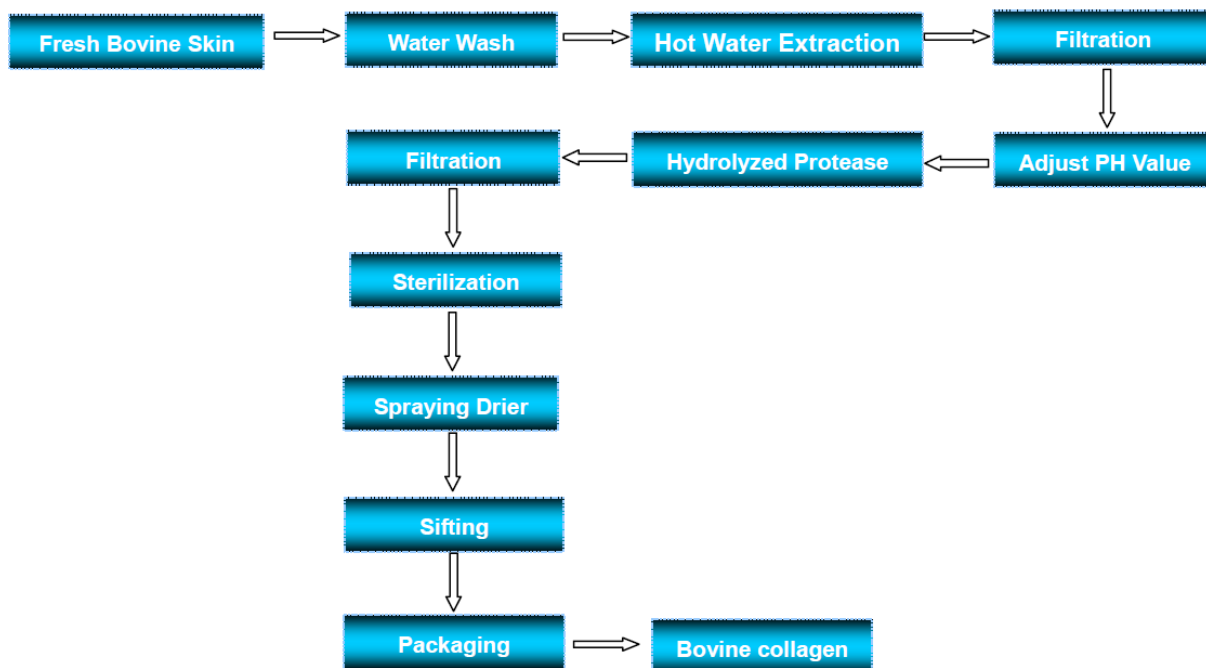 Fresh Bovine Skin
Water Wash
Hot Water Extraction
Filtration
Adjust PH Value
Hydrolyzed Protease
Filtration
Sterilization
Spraying Drier
Sifting
Packaging
Bovine collagen